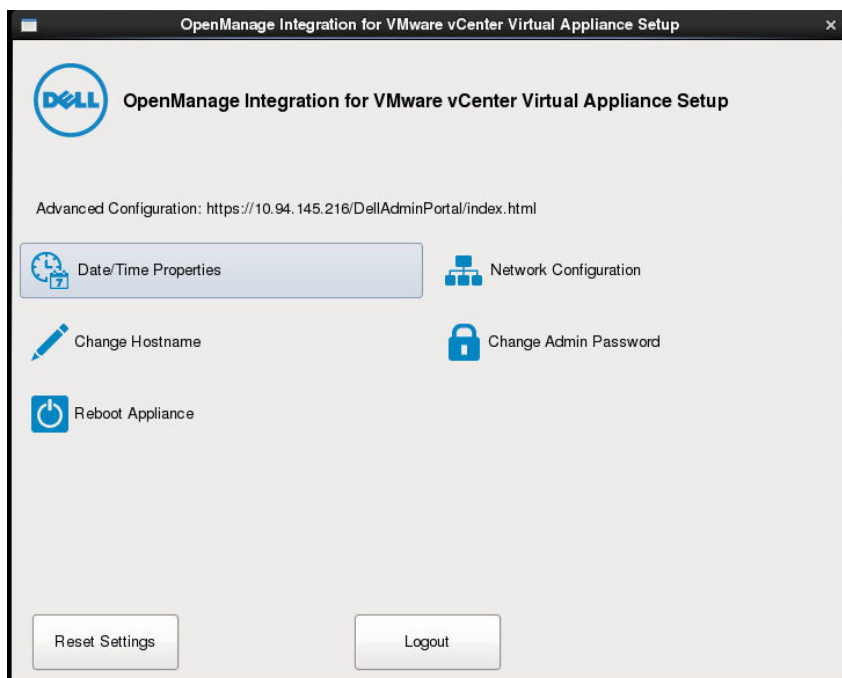 OpenManage Integration for VMware vCenter Virtual Appliance Setup
DELL
OpenManage Integration for VMware vCenter Virtual Appliance Setup
Advanced Configuration: https://10.94.145.216/DellAdminPortal/index.html
7
Date/Time Properties
Network Configuration
Change Hostname
Change Admin Password
Reboot Appliance
Reset Settings
Logout